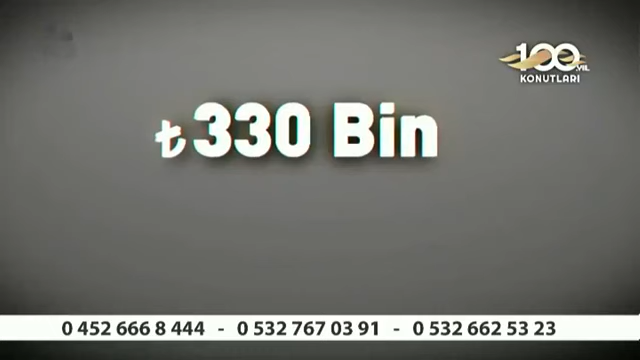 100.YIL
KONUTLARI
₺330 Bin
0 452 666 8 444 - 0 532 767 03 91 - 0 532 662 53 23